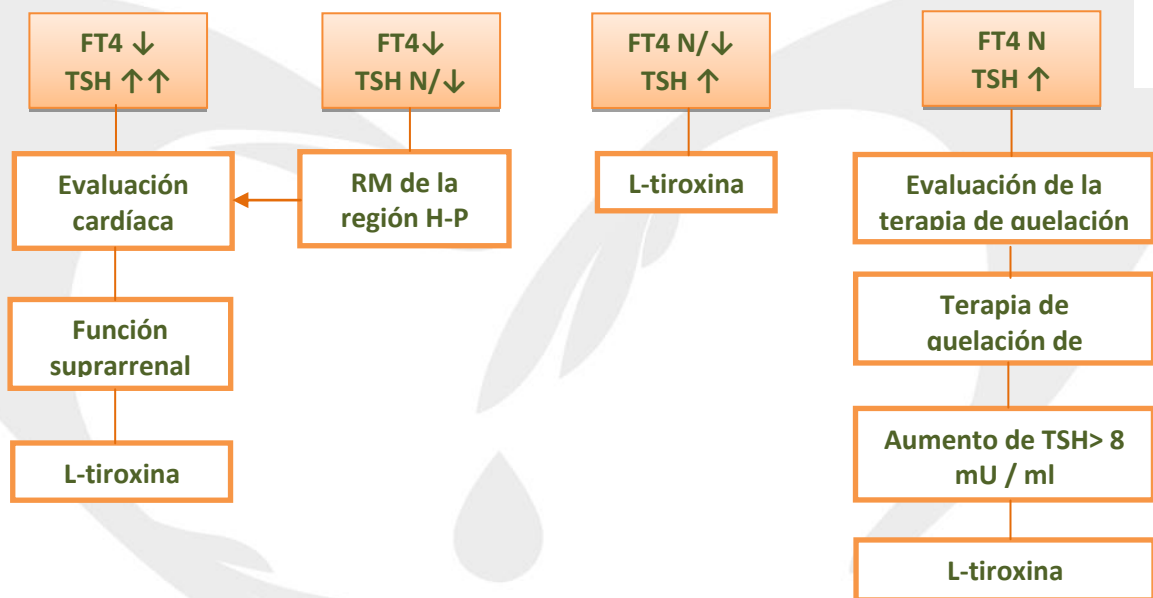 FT4 ↓
TSH ↑↑
FT4↓
TSH N/↓
FT4 N/↓
TSH ↑
FT4 N
TSH ↑
Evaluación
cardíaca
RM de la
región H-P
L-tiroxina
Evaluación de la
terapia de quelación
Función
suprarrenal
Terapia de
quelación de
L-tiroxina
Aumento de TSH> 8
mU / ml
L-tiroxina